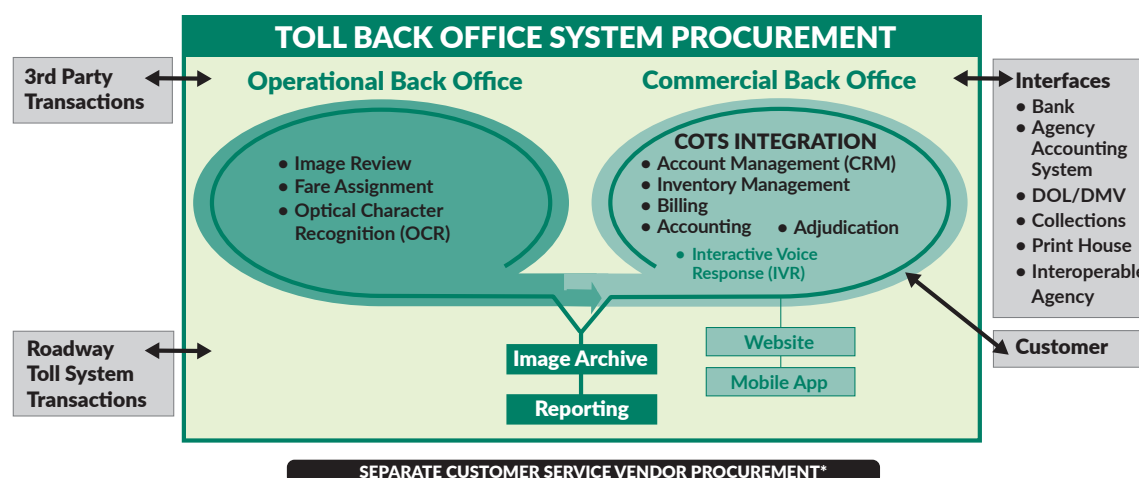 TOLL BACK OFFICE SYSTEM PROCUREMENT
3rd Party
Transactions
Operational Back Office
• Image Review
• Fare Assignment
• Optical Character
Recognition (OCR)
Commercial Back Office
COTS INTEGRATION
• Account Management (CRM)
• Inventory Management
• Billing
• Accounting • Adjudication
• Interactive Voice
Response (IVR)
Interfaces
• Bank
• Agency
Accounting
System
• DOL/DMV
• Collections
• Print House
• Interoperable
Agency
Roadway
Toll System
Transactions
Image Archive
Reporting
Website
Mobile App
Customer
SEPARATE CUSTOMER SERVICE VENDOR PROCUREMENT*